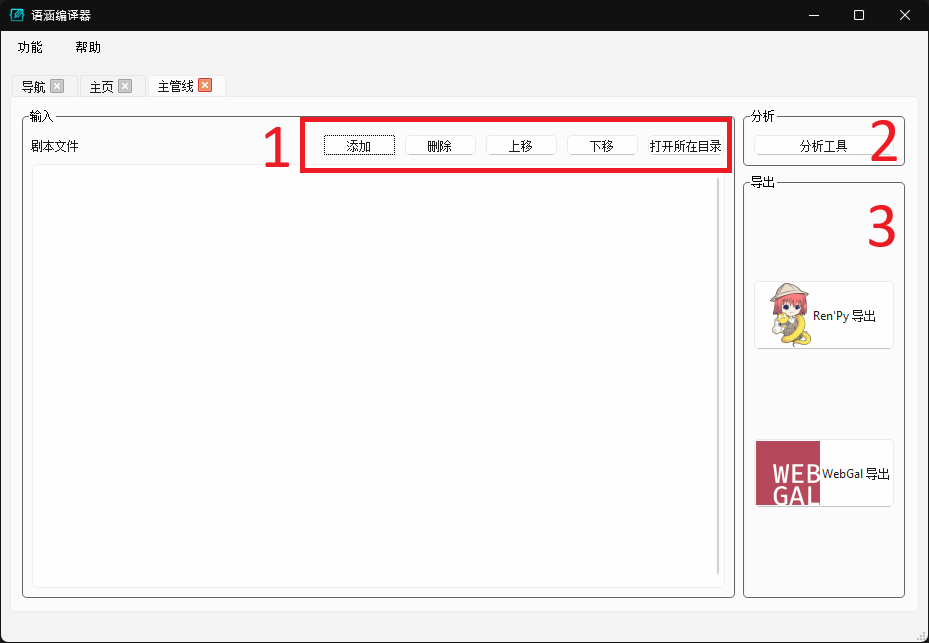 语涵编译器
功能 帮助
导航 主页 主管线
输入
剧本文件
1
添加 删除 上移 下移 打开所在目录
分析
分析工具
2
导出
3
Ren'Py 导出
WEB
GAL
WebGal 导出